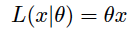 L(x|θ) = θx